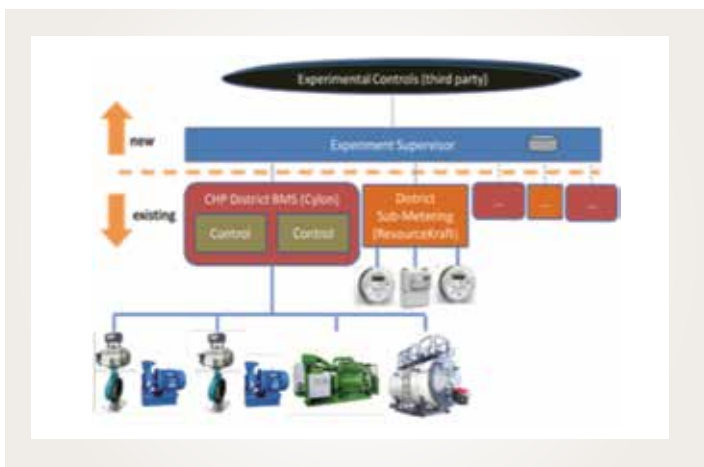 Experimental Controls (third party)
new
Experiment Supervisor
existing
CHP District BMS (Cylon)
Control
Control
District
Sub-Metering
(ResourceKraft)
...
...
...